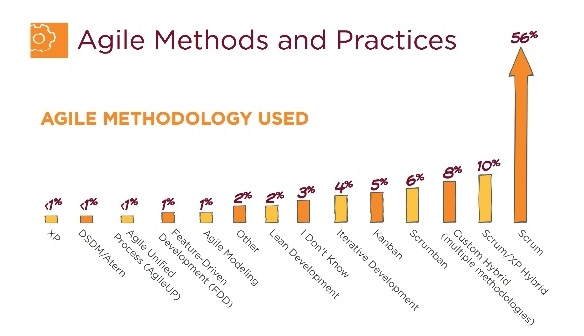 Agile Methods and Practices
AGILE METHODOLOGY USED
<1%
<1%
<1%
1%
1%
2%
2%
3%
4%
5%
6%
8%
10%
56%
XP
DSDM/Atern
Agile Unified
Process (AgileUP)
Feature-Driven
Development (FDD)
Agile Modeling
Other
Lean Development
I Don't Know
Iterative Development
Kanban
Scrumban
Custom Hybrid
(multiple methodologies)
Scrum/XP Hybrid
Scrum